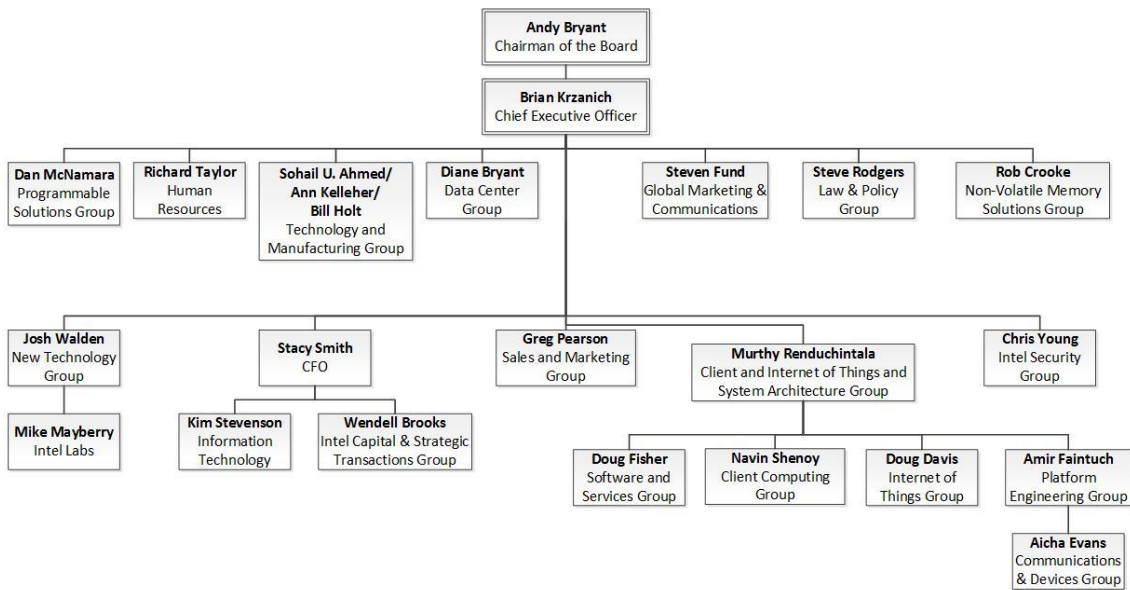 Andy Bryant
Chairman of the Board
Brian Krzanich
Chief Executive Officer
Dan McNamara
Programmable
Solutions Group
Richard Taylor
Human
Resources
Sohail U. Ahmed/
Ann Kelleher/
Bill Holt
Technology and
Manufacturing Group
Diane Bryant
Data Center
Group
Steven Fund
Global Marketing &
Communications
Steve Rodgers
Law & Policy
Group
Rob Crooke
Non-Volatile Memory
Solutions Group
Josh Walden
New Technology
Group
Stacy Smith
CFO
Greg Pearson
Sales and Marketing
Group
Murthy Renduchintala
Client and Internet of Things and
System Architecture Group
Chris Young
Intel Security
Group
Mike Mayberry
Intel Labs
Kim Stevenson
Information
Technology
Wendell Brooks
Intel Capital & Strategic
Transactions Group
Doug Fisher
Software and
Services Group
Navin Shenoy
Client Computing
Group
Doug Davis
Internet of
Things Group
Amir Faintuch
Platform
Engineering Group
Aicha Evans
Communications
& Devices Group